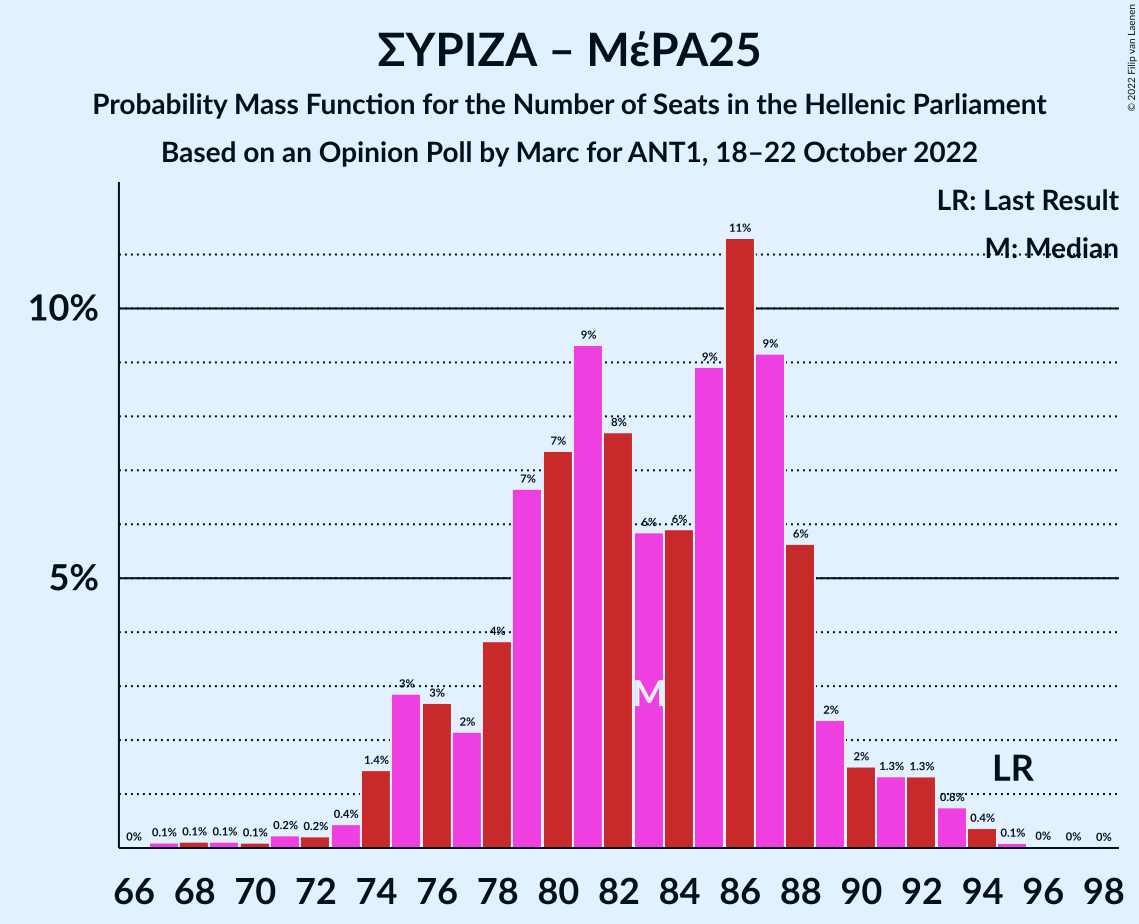 ΣΥΡΙΖΑ – ΜέΡΑ25
Probability Mass Function for the Number of Seats in the Hellenic Parliament
Based on an Opinion Poll by Marc for ANT1, 18–22 October 2022
© 2022 Filip van Laenen
LR: Last Result
M: Median
10%
5%
0% 0.1% 0.1% 0.1% 0.1% 0.2% 0.2% 0.4% 1.4% 3% 3% 2% 4% 7% 7% 9% 8% 6% 6% 9% 11% 9% 6% 2% 2% 1.3% 1.3% 0.8% 0.4% 0.1% 0% 0% 0%
M
LR
66 68 70 72 74 76 78 80 82 84 86 88 90 92 94 96 98